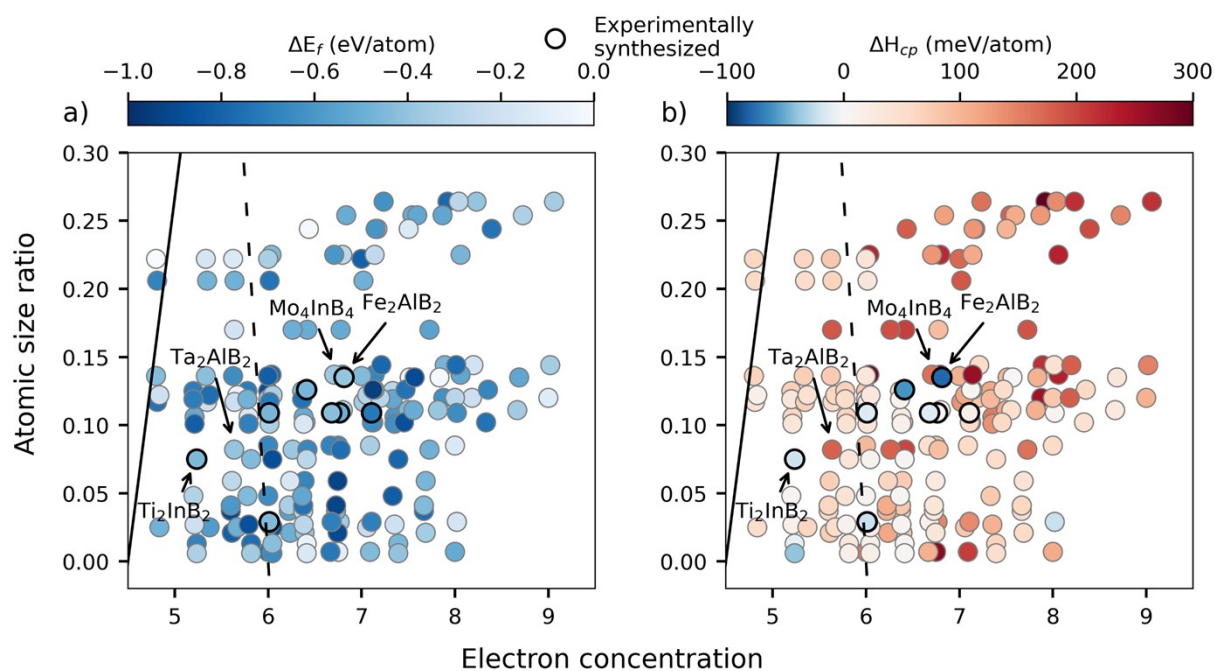 ΔE_f (eV/atom)
Experimentally
synthesized
ΔH_cp (meV/atom)
−1.0 −0.8 −0.6 −0.4 −0.2 0.0
−100 0 100 200 300
a)
b)
0.30
0.25
0.20
0.15
0.10
0.05
0.00
Atomic size ratio
Mo₄InB₄
Fe₂AlB₂
Ta₂AlB₂
Ti₂InB₂
Mo₄InB₄
Fe₂AlB₂
Ta₂AlB₂
Ti₂InB₂
5 6 7 8 9
5 6 7 8 9
Electron concentration